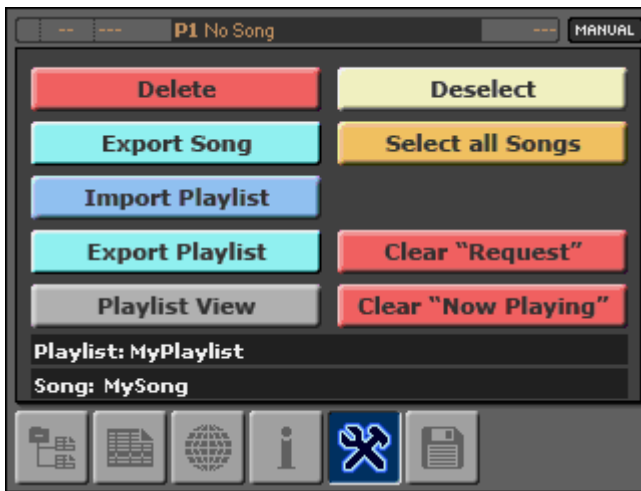 -- --- P1 No Song --- MANUAL
Delete Deselect
Export Song Select all Songs
Import Playlist
Export Playlist Clear “Request”
Playlist View Clear “Now Playing”
Playlist: MyPlaylist
Song: MySong